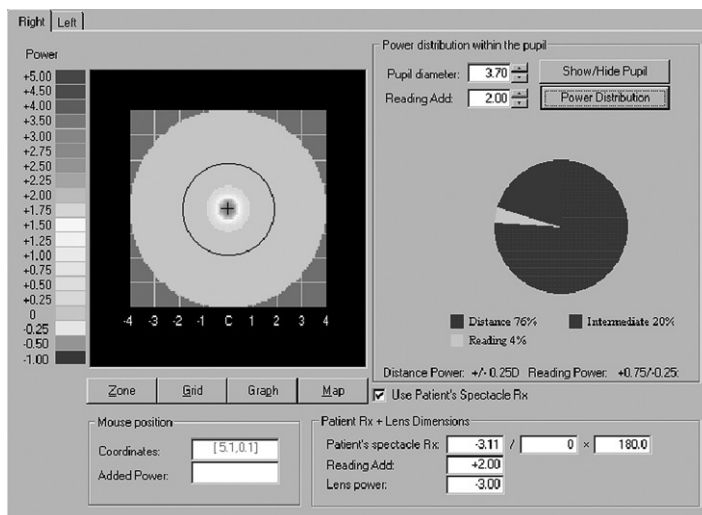 Right Left
Power
+5.00
+4.50
+4.00
+3.50
+3.00
+2.75
+2.50
+2.25
+2.00
+1.75
+1.50
+1.25
+1.00
+0.75
+0.50
+0.25
0
-0.25
-0.50
-1.00
-4 -3 -2 -1 C 1 2 3 4
Zone Grid Graph Map
Power distribution within the pupil
Pupil diameter: 3.70 Show/Hide Pupil
Reading Add: 2.00 Power Distribution
Distance 76% Intermediate 20%
Reading 4%
Distance Power: +/- 0.25D Reading Power: +0.75/-0.25:
Use Patient's Spectacle Rx
Mouse position
Coordinates: [5.1,0.1]
Added Power:
Patient Rx + Lens Dimensions
Patient's spectacle Rx: -3.11 / 0 × 180.0
Reading Add: +2.00
Lens power: -3.00